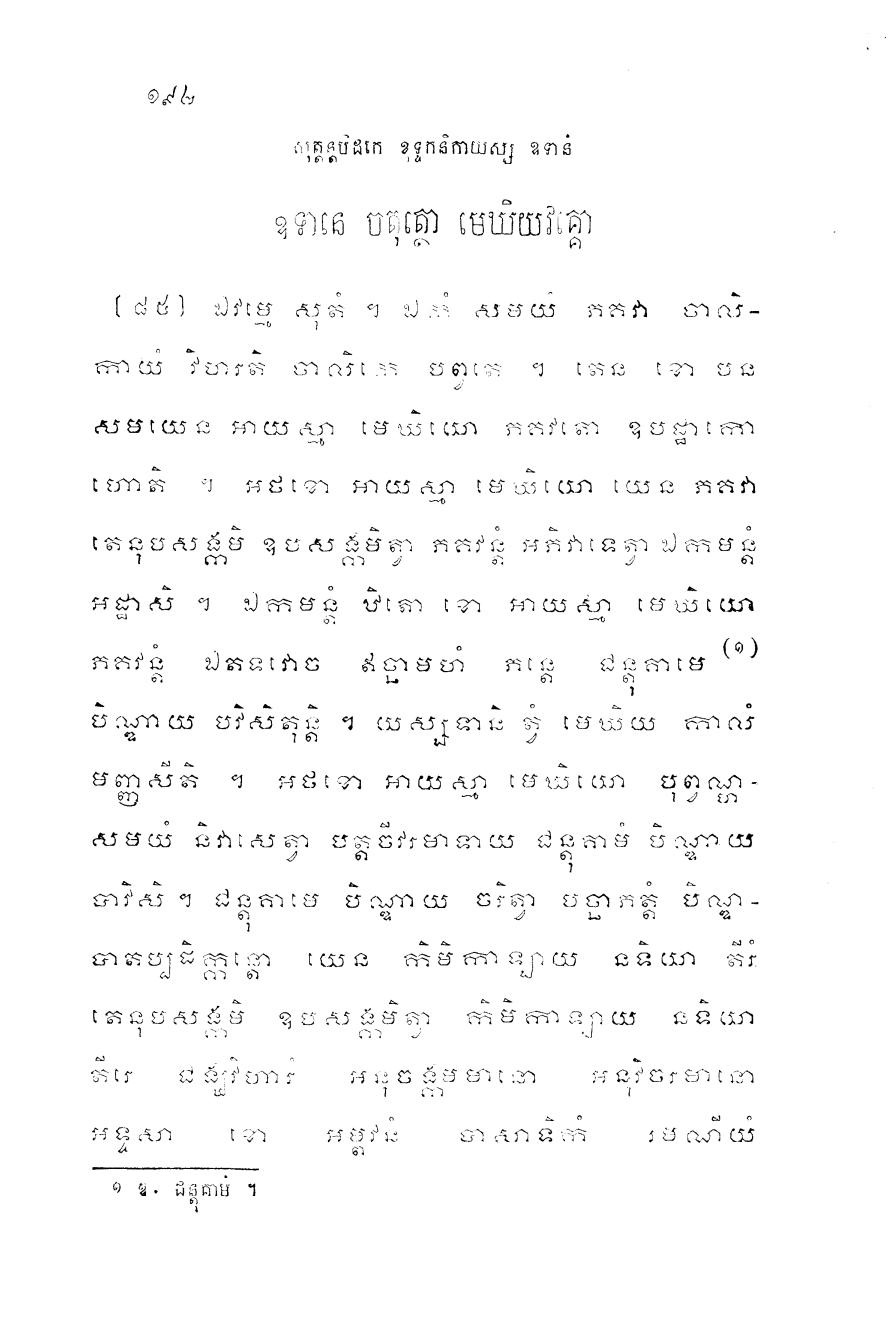 ១៩៤
សុត្តន្តបិដកេ ខុទ្ទកនិកាយស្ស ឧទានំ
ឧទានេ ចតុត្ថោ មេឃិយវគ្គោ
[៨៥] ឯវម្មេ សុតំ ។ ឯកំ សមយំ ភគវា ចាលិ-
កាយំ វិហរតិ ចាលិកេ បព្វតេ ។ តេន ខោ បន
សមយេន អាយស្មា មេឃិយោ ភគវតោ ឧបដ្ឋាកោ
ហោតិ ។ អថខោ អាយស្មា មេឃិយោ យេន ភគវា
តេនុបសង្កមិ ឧបសង្កមិត្វា ភគវន្តំ អភិវាទេត្វា ឯកមន្តំ
អដ្ឋាសិ ។ ឯកមន្តំ ឋិតោ ខោ អាយស្មា មេឃិយោ
ភគវន្តំ ឯតទវោច ឥច្ឆាមហំ ភន្តេ ជន្តុគាមេ (១)
បិណ្ឌាយ បវិសិតុន្តិ ។ យស្សទានិ ត្វំ មេឃិយ កាលំ
មញ្ញសីតិ ។ អថខោ អាយស្មា មេឃិយោ បុព្វណ្ហ-
សមយំ និវាសេត្វា បត្តចីវរមាទាយ ជន្តុគាមំ បិណ្ឌាយ
បាវិសិ ។ ជន្តុគាមេ បិណ្ឌាយ ចរិត្វា បច្ឆាភត្តំ បិណ្ឌ-
បាតប្បដិក្កន្តោ យេន កិមិកាឡាយ នទិយា តីរំ
តេនុបសង្កមិ ឧបសង្កមិត្វា កិមិកាឡាយ នទិយា
តីរេ ជង្ឃវិហារំ អនុចង្កមមានោ អនុវិចរមានោ
អទ្ទសា ខោ អម្ពវនំ បាសាទិកំ រមណីយំ
១ ឱ. ជន្តុគាមំ ។